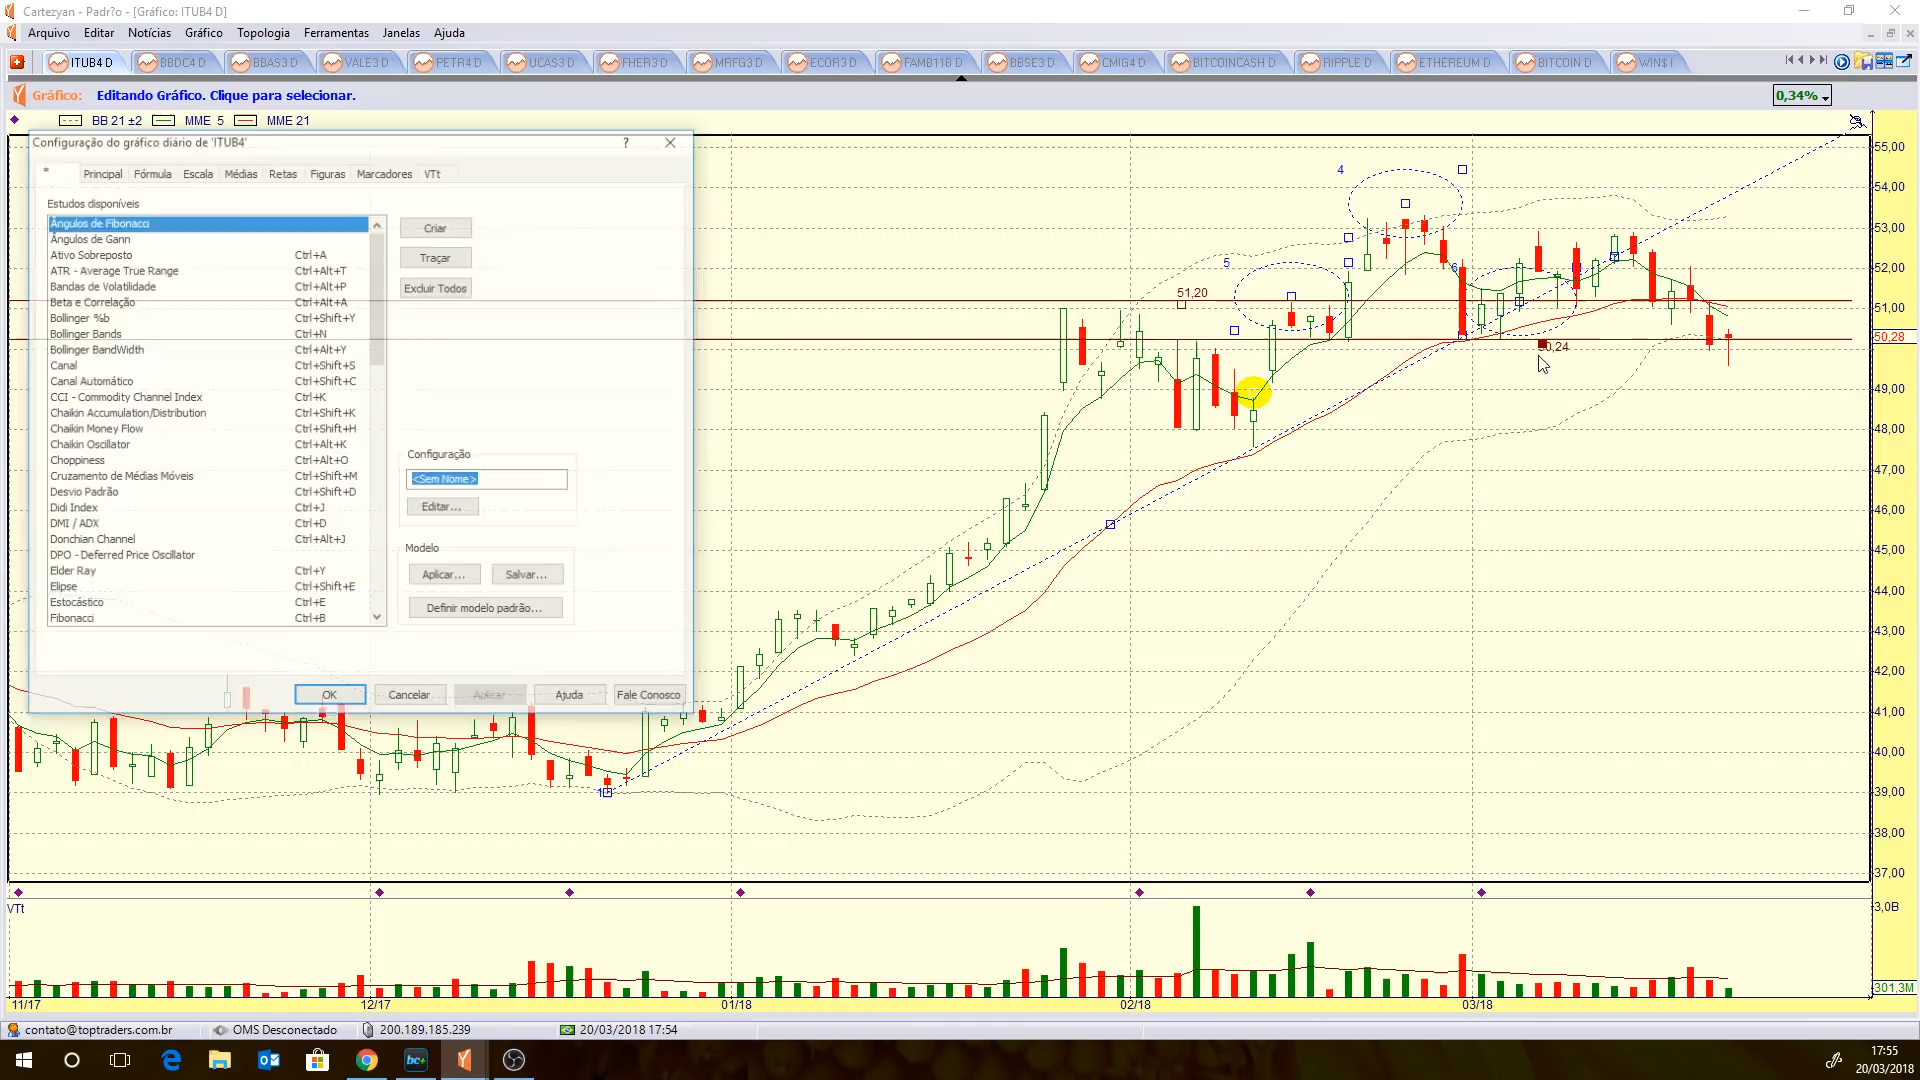 Cartezyan - Padr?o - [Gráfico: ITUB4 D]
Arquivo Editar Notícias Gráfico Topologia Ferramentas Janelas Ajuda
ITUB4 D BBDC4 D BBAS3 D VALE3 D PETR4 D UCAS3 D FHER3 D MRFG3 D ECOR3 D FAMB11B D BBSE3 D CMIG4 D BITCOINCASH D RIPPLE D ETHEREUM D BITCOIN D WIN$ I
Gráfico: Editando Gráfico. Clique para selecionar.
0,34%
BB 21 ±2 MME 5 MME 21
Configuração do gráfico diário de 'ITUB4'
?
* Principal Fórmula Escala Médias Retas Figuras Marcadores VTt
Estudos disponíveis
Ângulos de Fibonacci
Ângulos de Gann
Ativo Sobreposto Ctrl+A
ATR - Average True Range Ctrl+Alt+T
Bandas de Volatilidade Ctrl+Alt+P
Beta e Correlação Ctrl+Alt+A
Bollinger %b Ctrl+Shift+Y
Bollinger Bands Ctrl+N
Bollinger BandWidth Ctrl+Alt+Y
Canal Ctrl+Shift+S
Canal Automático Ctrl+Shift+C
CCI - Commodity Channel Index Ctrl+K
Chaikin Accumulation/Distribution Ctrl+Shift+K
Chaikin Money Flow Ctrl+Shift+H
Chaikin Oscillator Ctrl+Alt+K
Choppiness Ctrl+Alt+O
Cruzamento de Médias Móveis Ctrl+Shift+M
Desvio Padrão Ctrl+Shift+D
Didi Index Ctrl+J
DMI / ADX Ctrl+D
Donchian Channel Ctrl+Alt+J
DPO - Deferred Price Oscillator
Elder Ray Ctrl+Y
Elipse Ctrl+Shift+E
Estocástico Ctrl+E
Fibonacci Ctrl+B
Criar
Traçar
Excluir Todos
Configuração
<Sem Nome>
Editar...
Modelo
Aplicar... Salvar...
Definir modelo padrão...
OK Cancelar Aplicar Ajuda Fale Conosco
4
5
6
1
51,20
50,24
55,00
54,00
53,00
52,00
51,00
50,28
49,00
48,00
47,00
46,00
45,00
44,00
43,00
42,00
41,00
40,00
39,00
38,00
37,00
VTt
3,0B
301,3M
11/17 12/17 01/18 02/18 03/18
contato@toptraders.com.br OMS Desconectado 200.189.185.239 20/03/2018 17:54
bc+
17:55
20/03/2018